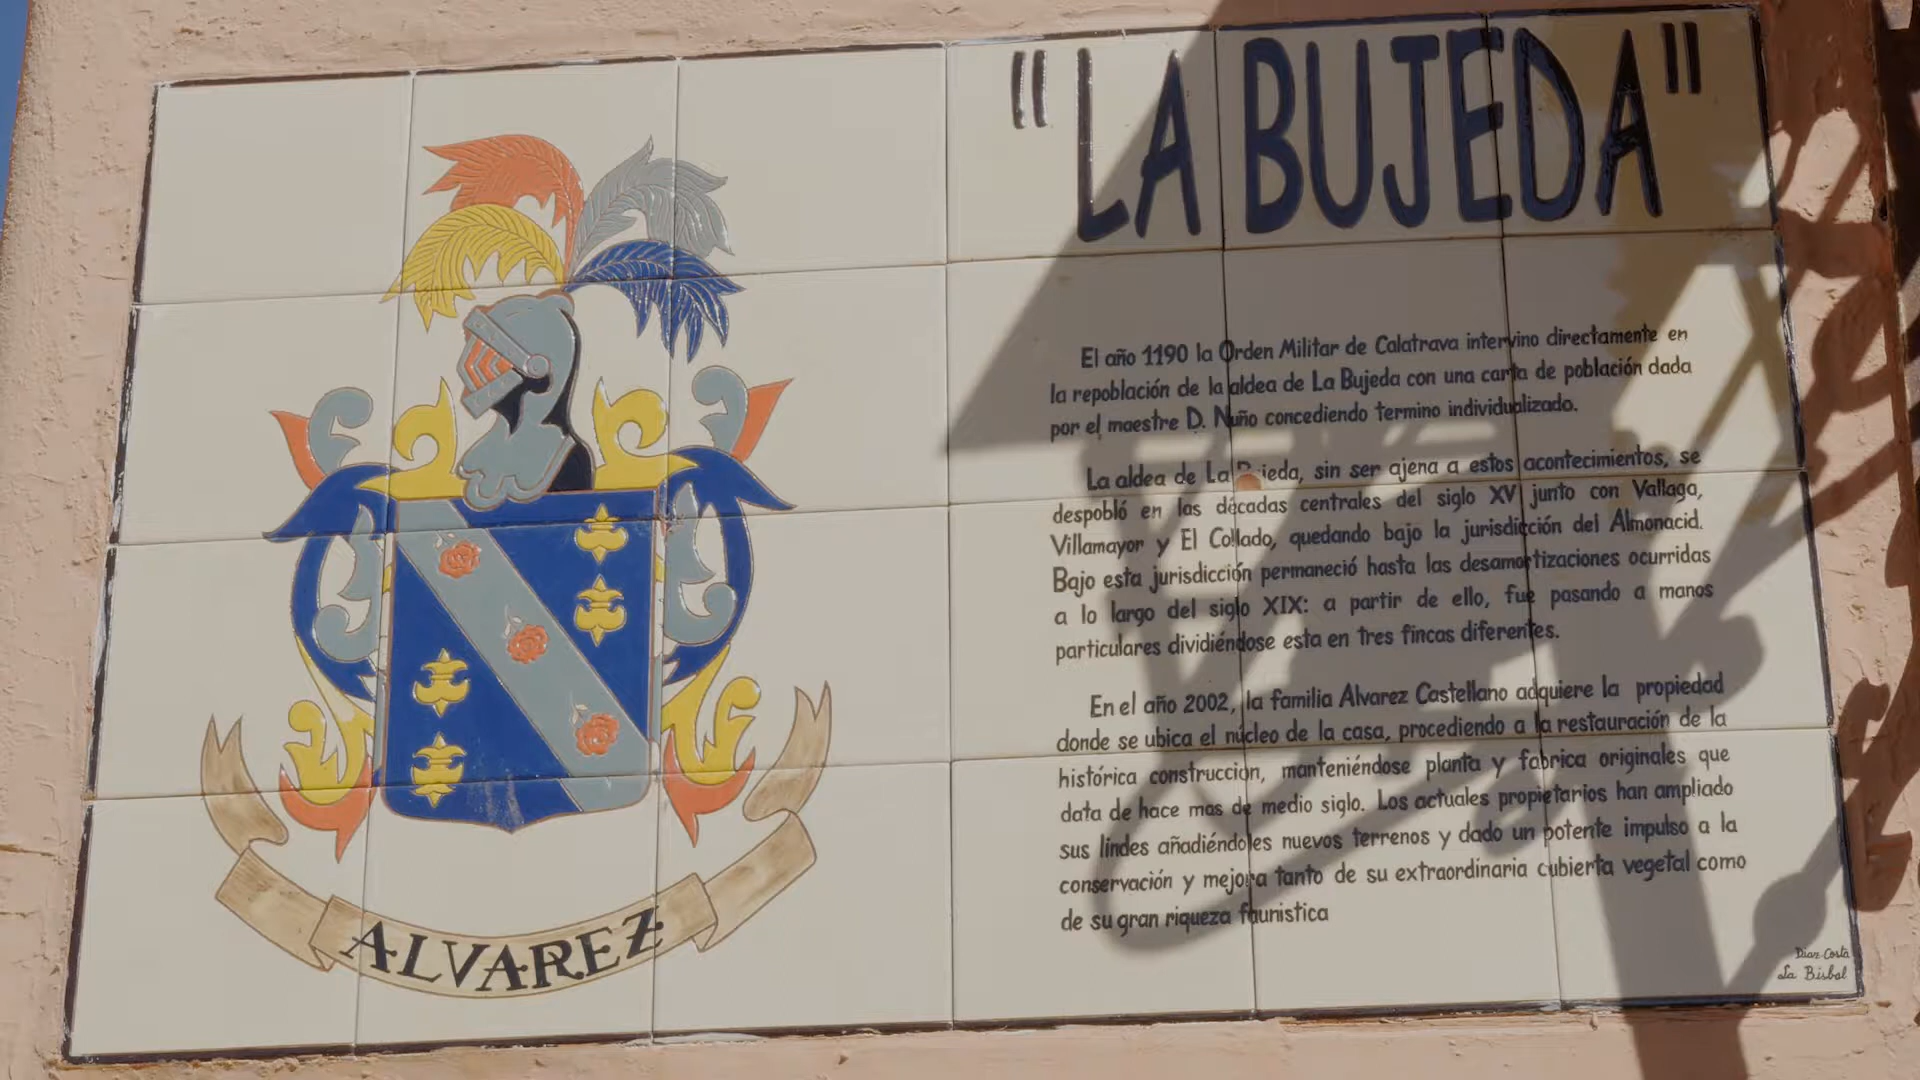 "LA BUJEDA"
El año 1190 la Orden Militar de Calatrava intervino directamente en
la repoblación de la aldea de La Bujeda con una carta de población dada
por el maestre D. Nuño concediendo termino individualizado.
La aldea de La Bujeda, sin ser ajena a estos acontecimientos, se
despobló en las décadas centrales del siglo XV junto con Vallaga,
Villamayor y El Collado, quedando bajo la jurisdicción del Almonacid.
Bajo esta jurisdicción permaneció hasta las desamortizaciones ocurridas
a lo largo del siglo XIX: a partir de ello, fue pasando a manos
particulares dividiéndose esta en tres fincas diferentes.
En el año 2002, la familia Alvarez Castellano adquiere la propiedad
donde se ubica el núcleo de la casa, procediendo a la restauración de la
histórica construcción, manteniéndose planta y fabrica originales que
data de hace mas de medio siglo. Los actuales propietarios han ampliado
sus lindes añadiéndoles nuevos terrenos y dado un potente impulso a la
conservación y mejora tanto de su extraordinaria cubierta vegetal como
de su gran riqueza faunistica
ALVAREZ
Diaz-Costa
La Bisbal